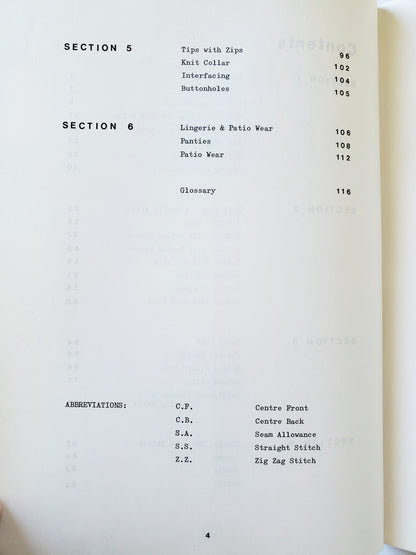 SECTION 5 Tips with Zips 96
Knit Collar 102
Interfacing 104
Buttonholes 105
SECTION 6 Lingerie & Patio Wear 106
Panties 108
Patio Wear 112
Glossary 116
ABBREVIATIONS: C.F. Centre Front
C.B. Centre Back
S.A. Seam Allowance
S.S. Straight Stitch
Z.Z. Zig Zag Stitch
4